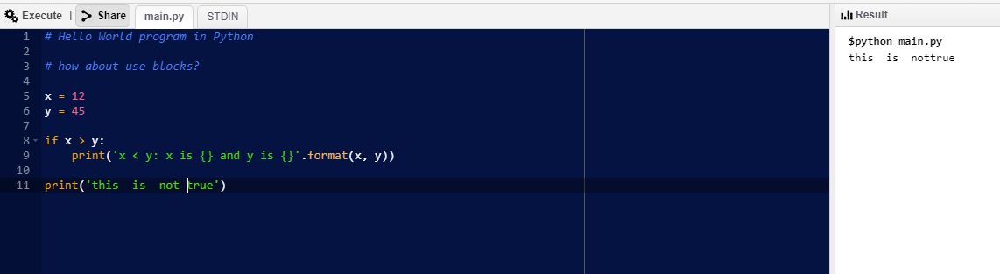 Execute | Share main.py STDIN
1 # Hello World program in Python
2
3 # how about use blocks?
4
5 x = 12
6 y = 45
7
8 if x > y:
9     print('x < y: x is {} and y is {}'.format(x, y))
10
11 print('this  is  not true')
Result
$python main.py
this  is  nottrue